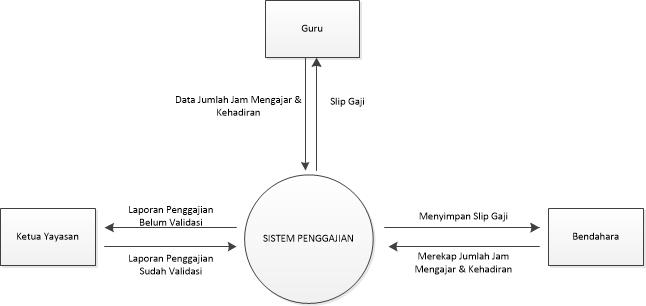 Guru
Data Jumlah Jam Mengajar &
Kehadiran
Slip Gaji
Laporan Penggajian
Belum Validasi
Ketua Yayasan
Laporan Penggajian
Sudah Validasi
SISTEM PENGGAJIAN
Menyimpan Slip Gaji
Bendahara
Merekap Jumlah Jam
Mengajar & Kehadiran